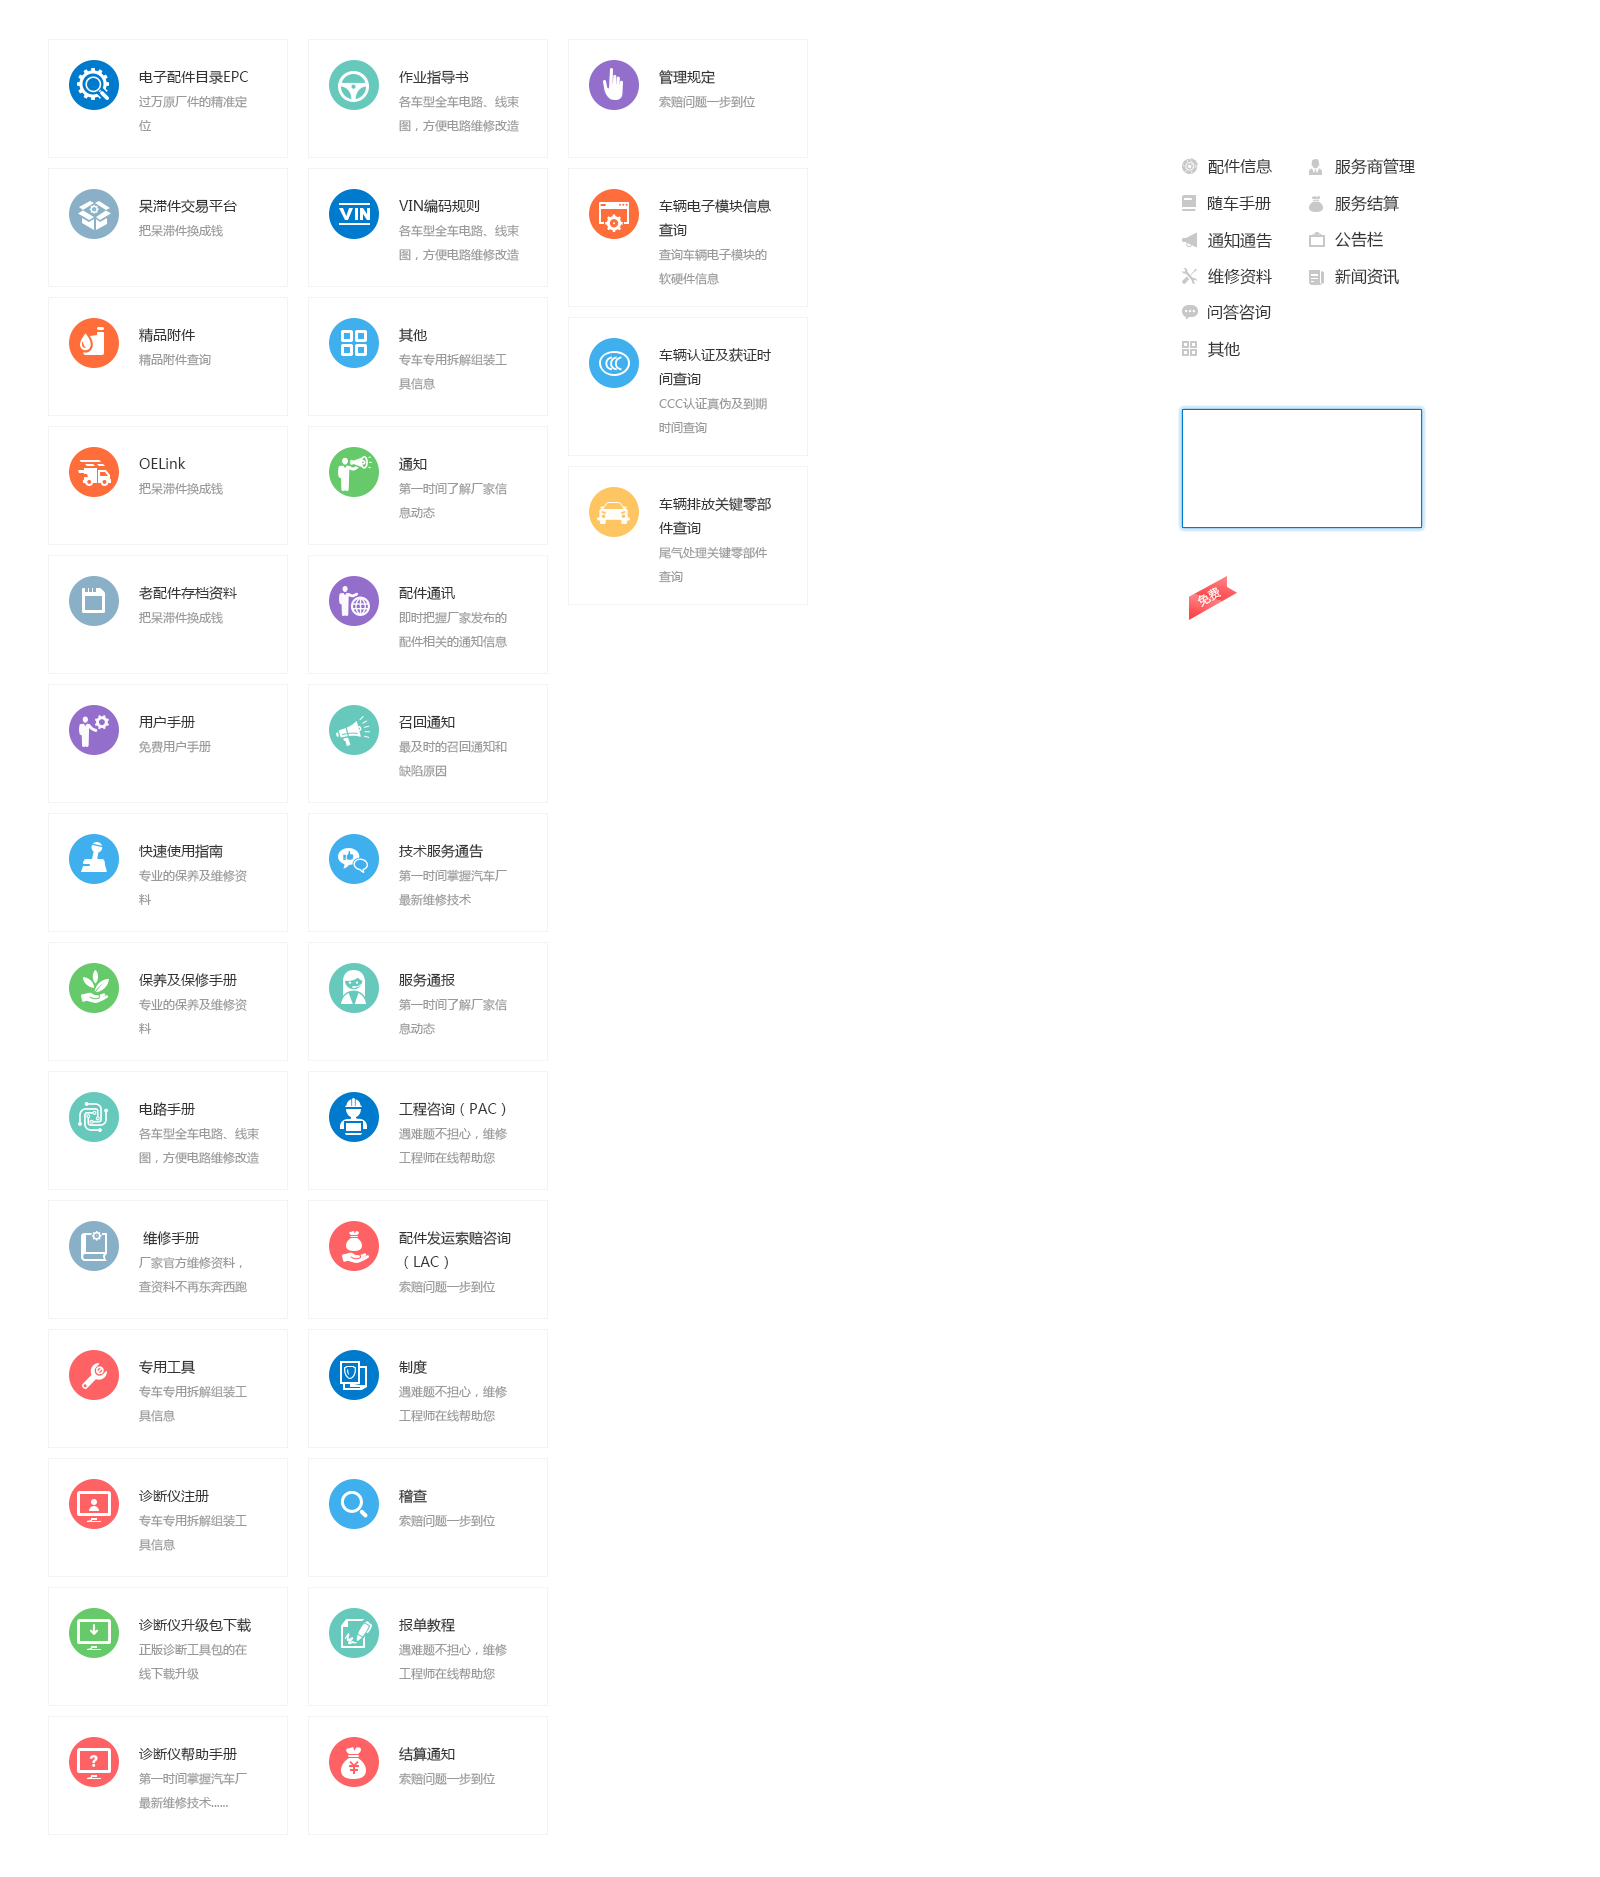 电子配件目录EPC
过万原厂件的精准定
位
呆滞件交易平台
把呆滞件换成钱
精品附件
精品附件查询
OELink
把呆滞件换成钱
老配件存档资料
把呆滞件换成钱
用户手册
免费用户手册
快速使用指南
专业的保养及维修资
料
保养及保修手册
专业的保养及维修资
料
电路手册
各车型全车电路、线束
图，方便电路维修改造
维修手册
厂家官方维修资料，
查资料不再东奔西跑
专用工具
专车专用拆解组装工
具信息
诊断仪注册
专车专用拆解组装工
具信息
诊断仪升级包下载
正版诊断工具包的在
线下载升级
?
诊断仪帮助手册
第一时间掌握汽车厂
最新维修技术......
作业指导书
各车型全车电路、线束
图，方便电路维修改造
VIN
VIN编码规则
各车型全车电路、线束
图，方便电路维修改造
其他
专车专用拆解组装工
具信息
通知
第一时间了解厂家信
息动态
配件通讯
即时把握厂家发布的
配件相关的通知信息
召回通知
最及时的召回通知和
缺陷原因
技术服务通告
第一时间掌握汽车厂
最新维修技术
服务通报
第一时间了解厂家信
息动态
工程咨询（PAC）
遇难题不担心，维修
工程师在线帮助您
配件发运索赔咨询
（LAC）
索赔问题一步到位
制度
遇难题不担心，维修
工程师在线帮助您
稽查
索赔问题一步到位
报单教程
遇难题不担心，维修
工程师在线帮助您
¥
结算通知
索赔问题一步到位
管理规定
索赔问题一步到位
车辆电子模块信息
查询
查询车辆电子模块的
软硬件信息
车辆认证及获证时
间查询
CCC认证真伪及到期
时间查询
车辆排放关键零部
件查询
尾气处理关键零部件
查询
配件信息
随车手册
通知通告
维修资料
问答咨询
其他
服务商管理
服务结算
公告栏
新闻资讯
免费